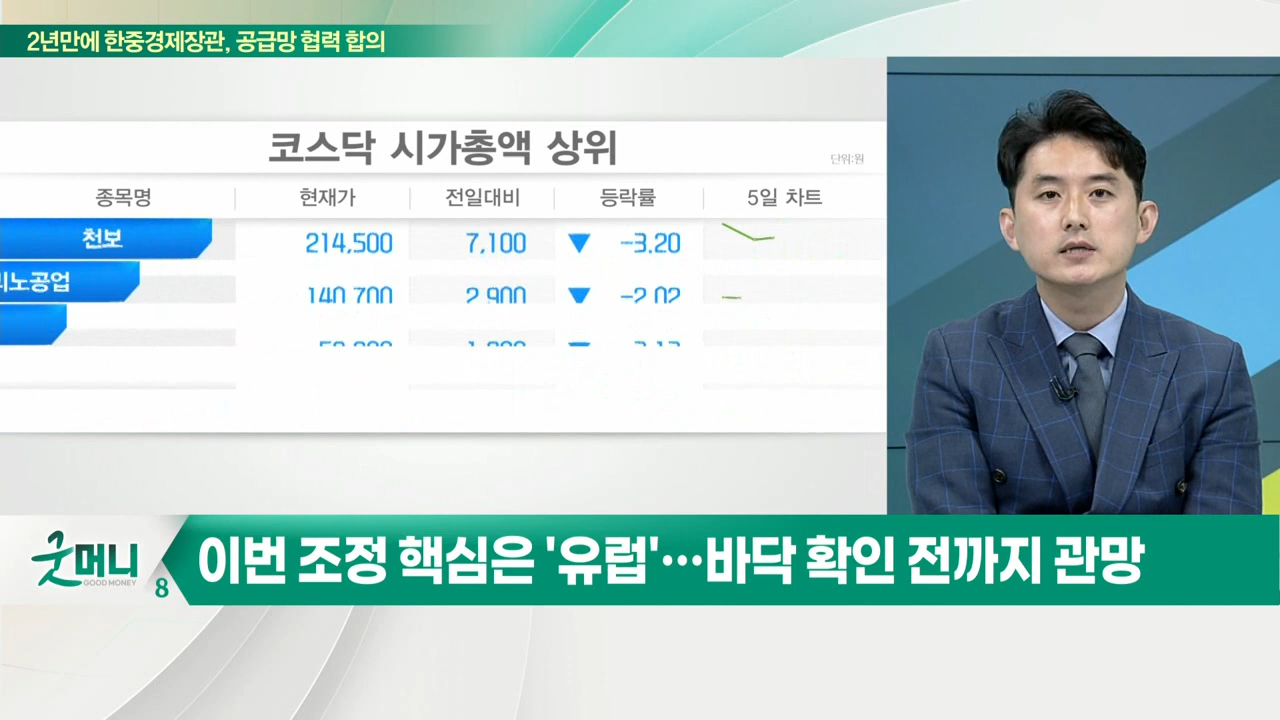 2년만에 한중경제장관, 공급망 협력 합의
코스닥 시가총액 상위
단위:원
종목명 현재가 전일대비 등락률 5일 차트
천보 214,500 7,100 ▼ -3.20
리노공업 140,700 2,900 ▼ -2.02
굿머니 GOOD MONEY 8
이번 조정 핵심은 '유럽'…바닥 확인 전까지 관망